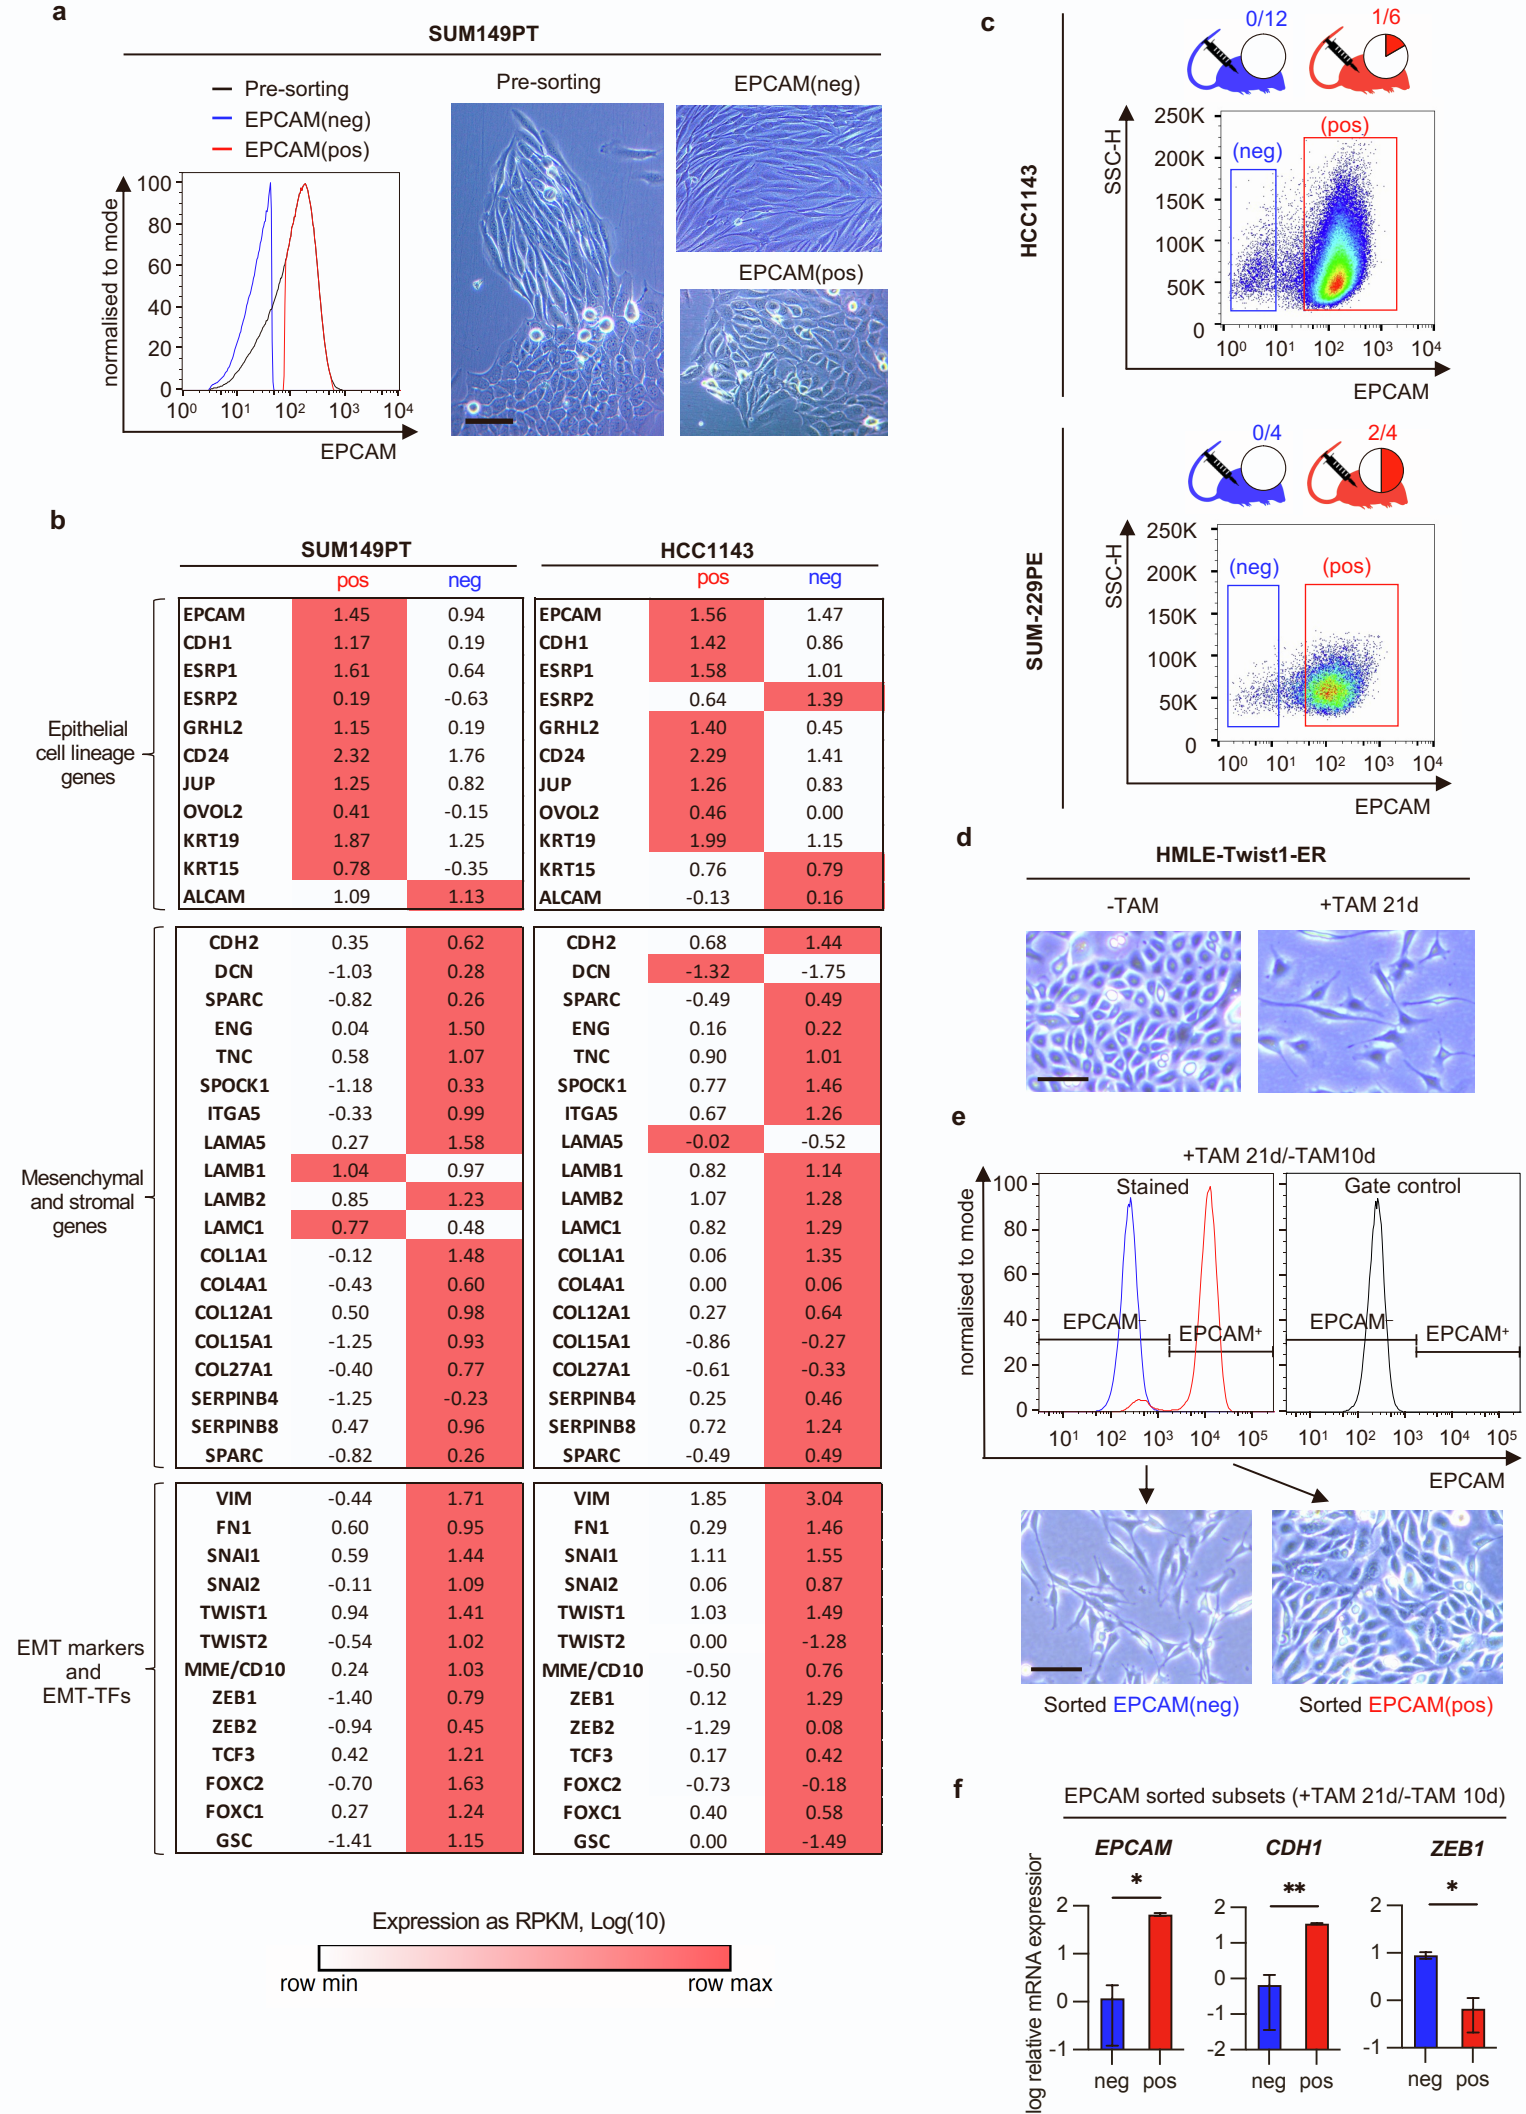 a
SUM149PT
Pre-sorting
EPCAM(neg)
EPCAM(pos)
normalised to mode
100
80
60
40
20
0
10⁰ 10¹ 10² 10³ 10⁴
EPCAM
Pre-sorting
EPCAM(neg)
EPCAM(pos)
b
SUM149PT
pos neg
HCC1143
pos neg
Epithelial
cell lineage
genes
EPCAM 1.45 0.94 EPCAM 1.56 1.47
CDH1 1.17 0.19 CDH1 1.42 0.86
ESRP1 1.61 0.64 ESRP1 1.58 1.01
ESRP2 0.19 -0.63 ESRP2 0.64 1.39
GRHL2 1.15 0.19 GRHL2 1.40 0.45
CD24 2.32 1.76 CD24 2.29 1.41
JUP 1.25 0.82 JUP 1.26 0.83
OVOL2 0.41 -0.15 OVOL2 0.46 0.00
KRT19 1.87 1.25 KRT19 1.99 1.15
KRT15 0.78 -0.35 KRT15 0.76 0.79
ALCAM 1.09 1.13 ALCAM -0.13 0.16
Mesenchymal
and stromal
genes
CDH2 0.35 0.62 CDH2 0.68 1.44
DCN -1.03 0.28 DCN -1.32 -1.75
SPARC -0.82 0.26 SPARC -0.49 0.49
ENG 0.04 1.50 ENG 0.16 0.22
TNC 0.58 1.07 TNC 0.90 1.01
SPOCK1 -1.18 0.33 SPOCK1 0.77 1.46
ITGA5 -0.33 0.99 ITGA5 0.67 1.26
LAMA5 0.27 1.58 LAMA5 -0.02 -0.52
LAMB1 1.04 0.97 LAMB1 0.82 1.14
LAMB2 0.85 1.23 LAMB2 1.07 1.28
LAMC1 0.77 0.48 LAMC1 0.82 1.29
COL1A1 -0.12 1.48 COL1A1 0.06 1.35
COL4A1 -0.43 0.60 COL4A1 0.00 0.06
COL12A1 0.50 0.98 COL12A1 0.27 0.64
COL15A1 -1.25 0.93 COL15A1 -0.86 -0.27
COL27A1 -0.40 0.77 COL27A1 -0.61 -0.33
SERPINB4 -1.25 -0.23 SERPINB4 0.25 0.46
SERPINB8 0.47 0.96 SERPINB8 0.72 1.24
SPARC -0.82 0.26 SPARC -0.49 0.49
EMT markers
and
EMT-TFs
VIM -0.44 1.71 VIM 1.85 3.04
FN1 0.60 0.95 FN1 0.29 1.46
SNAI1 0.59 1.44 SNAI1 1.11 1.55
SNAI2 -0.11 1.09 SNAI2 0.06 0.87
TWIST1 0.94 1.41 TWIST1 1.03 1.49
TWIST2 -0.54 1.02 TWIST2 0.00 -1.28
MME/CD10 0.24 1.03 MME/CD10 -0.50 0.76
ZEB1 -1.40 0.79 ZEB1 0.12 1.29
ZEB2 -0.94 0.45 ZEB2 -1.29 0.08
TCF3 0.42 1.21 TCF3 0.17 0.42
FOXC2 -0.70 1.63 FOXC2 -0.73 -0.18
FOXC1 0.27 1.24 FOXC1 0.40 0.58
GSC -1.41 1.15 GSC 0.00 -1.49
Expression as RPKM, Log(10)
row min row max
c
HCC1143
0/12 1/6
SSC-H
250K
200K
150K
100K
50K
0
(neg) (pos)
10⁰ 10¹ 10² 10³ 10⁴
EPCAM
SUM-229PE
0/4 2/4
SSC-H
250K
200K
150K
100K
50K
0
(neg) (pos)
10⁰ 10¹ 10² 10³ 10⁴
EPCAM
d
HMLE-Twist1-ER
-TAM +TAM 21d
e
+TAM 21d/-TAM10d
Stained Gate control
normalised to mode
100
80
60
40
20
0
EPCAM⁻ EPCAM⁺ EPCAM⁻ EPCAM⁺
10¹ 10² 10³ 10⁴ 10⁵ 10¹ 10² 10³ 10⁴ 10⁵
EPCAM
Sorted EPCAM(neg) Sorted EPCAM(pos)
f
EPCAM sorted subsets (+TAM 21d/-TAM 10d)
log relative mRNA expression
EPCAM CDH1 ZEB1
* ** *
2
1
0
-1
neg pos
2
1
0
-1
-2
neg pos
2
1
0
-1
neg pos